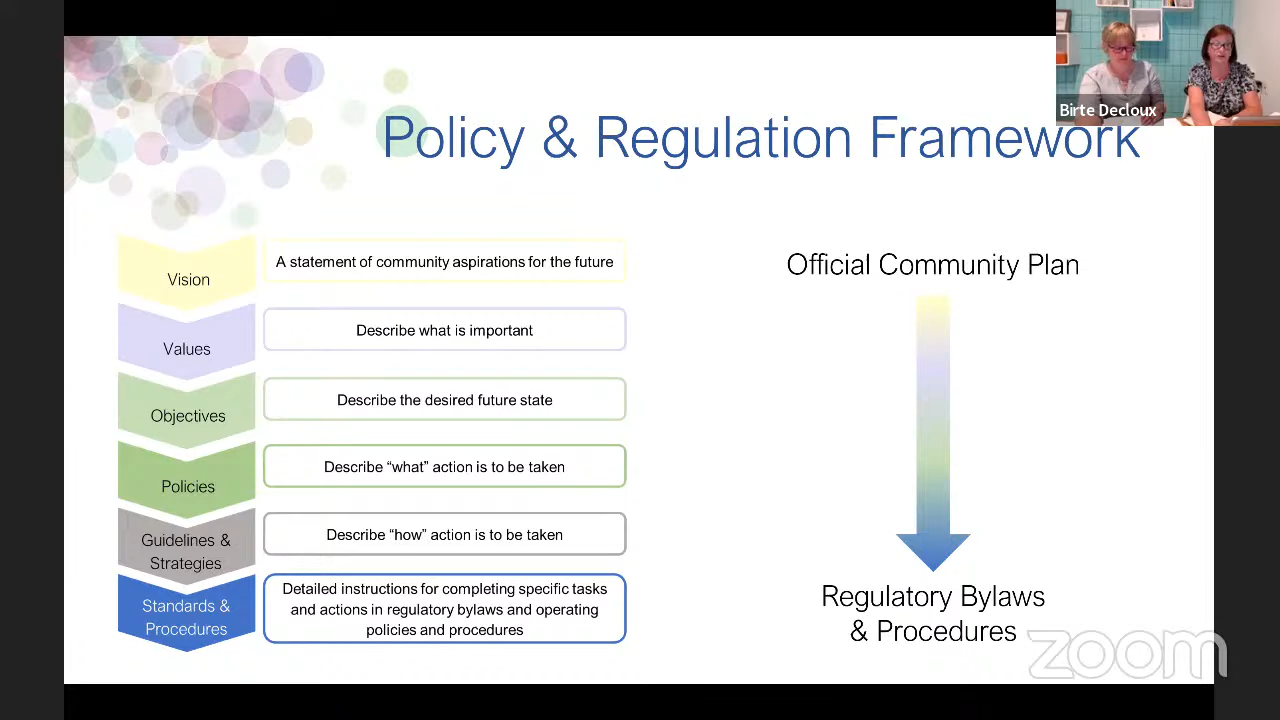 Birte Decloux
Policy & Regulation Framework
Vision
A statement of community aspirations for the future
Values
Describe what is important
Objectives
Describe the desired future state
Policies
Describe “what” action is to be taken
Guidelines &
Strategies
Describe “how” action is to be taken
Standards &
Procedures
Detailed instructions for completing specific tasks
and actions in regulatory bylaws and operating
policies and procedures
Official Community Plan
Regulatory Bylaws
& Procedures
zoom